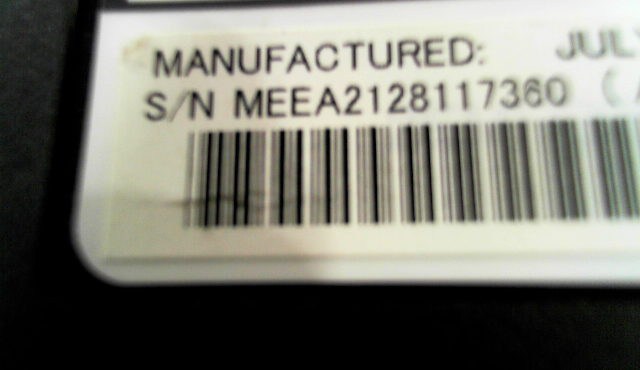 MANUFACTURED: JULY
S/N MEEA2128117360 (